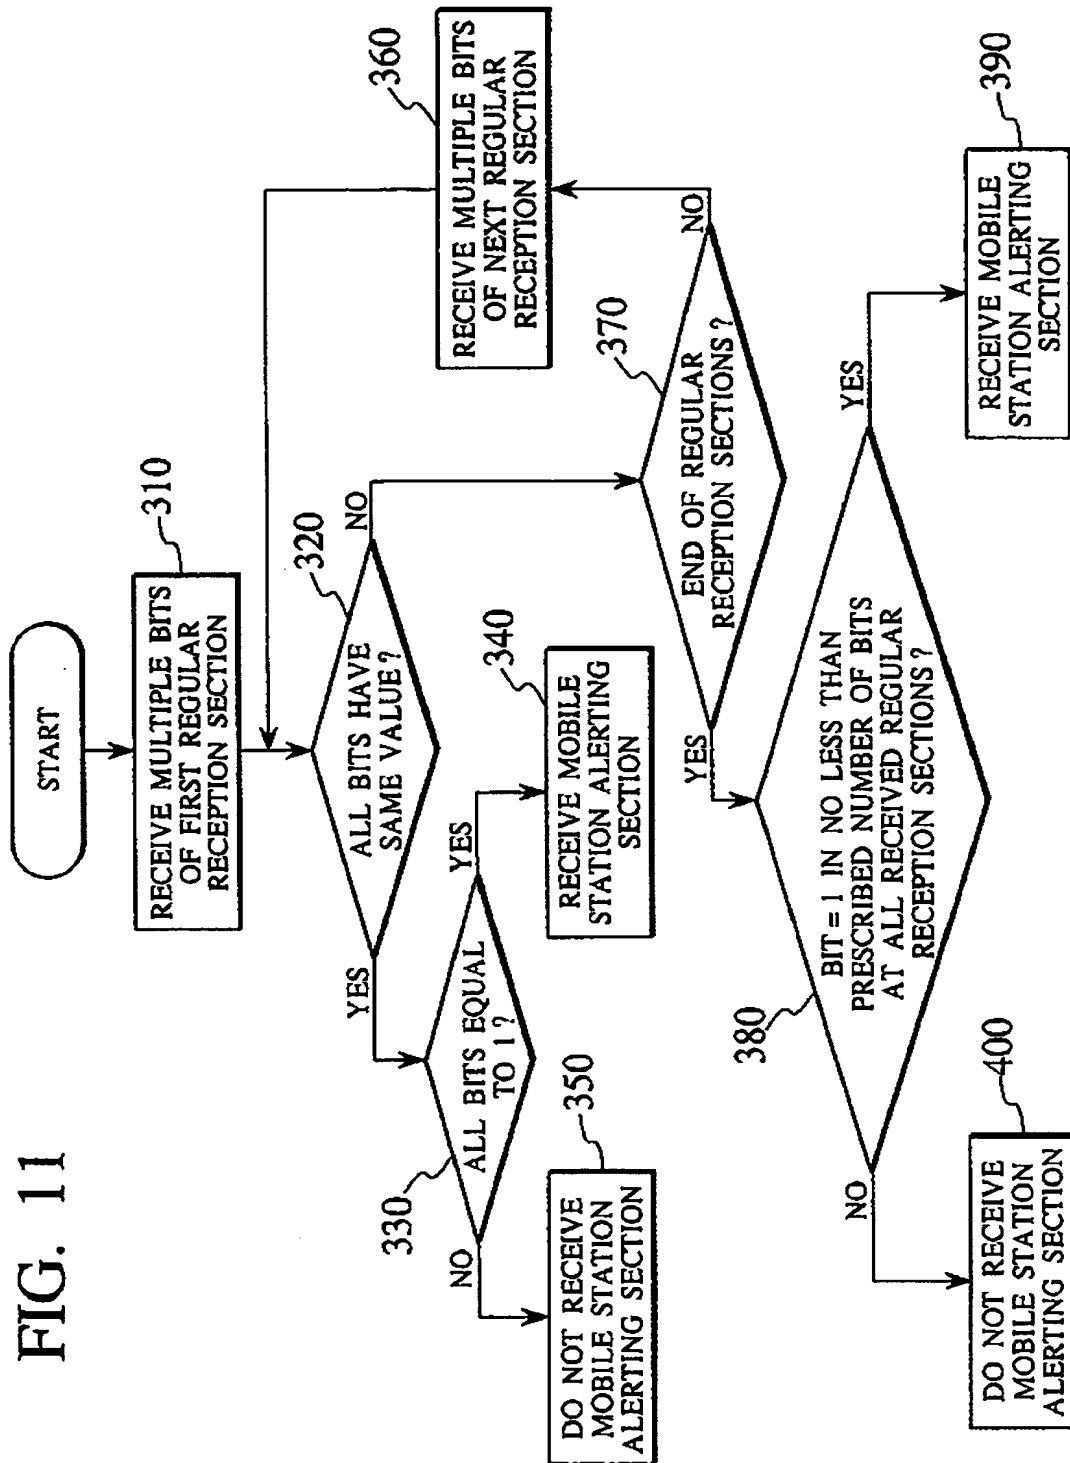 FIG. 11
START
RECEIVE MULTIPLE BITS
OF FIRST REGULAR
RECEPTION SECTION
310
ALL BITS HAVE
SAME VALUE?
320
YES
NO
ALL BITS EQUAL
TO 1?
330
NO
YES
DO NOT RECEIVE
MOBILE STATION
ALERTING SECTION
350
RECEIVE MOBILE
STATION ALERTING
SECTION
340
RECEIVE MULTIPLE BITS
OF NEXT REGULAR
RECEPTION SECTION
360
END OF REGULAR
RECEPTION SECTIONS?
370
YES
NO
BIT = 1 IN NO LESS THAN
PRESCRIBED NUMBER OF BITS
AT ALL RECEIVED REGULAR
RECEPTION SECTIONS?
380
NO
YES
DO NOT RECEIVE
MOBILE STATION
ALERTING SECTION
400
RECEIVE MOBILE
STATION ALERTING
SECTION
390